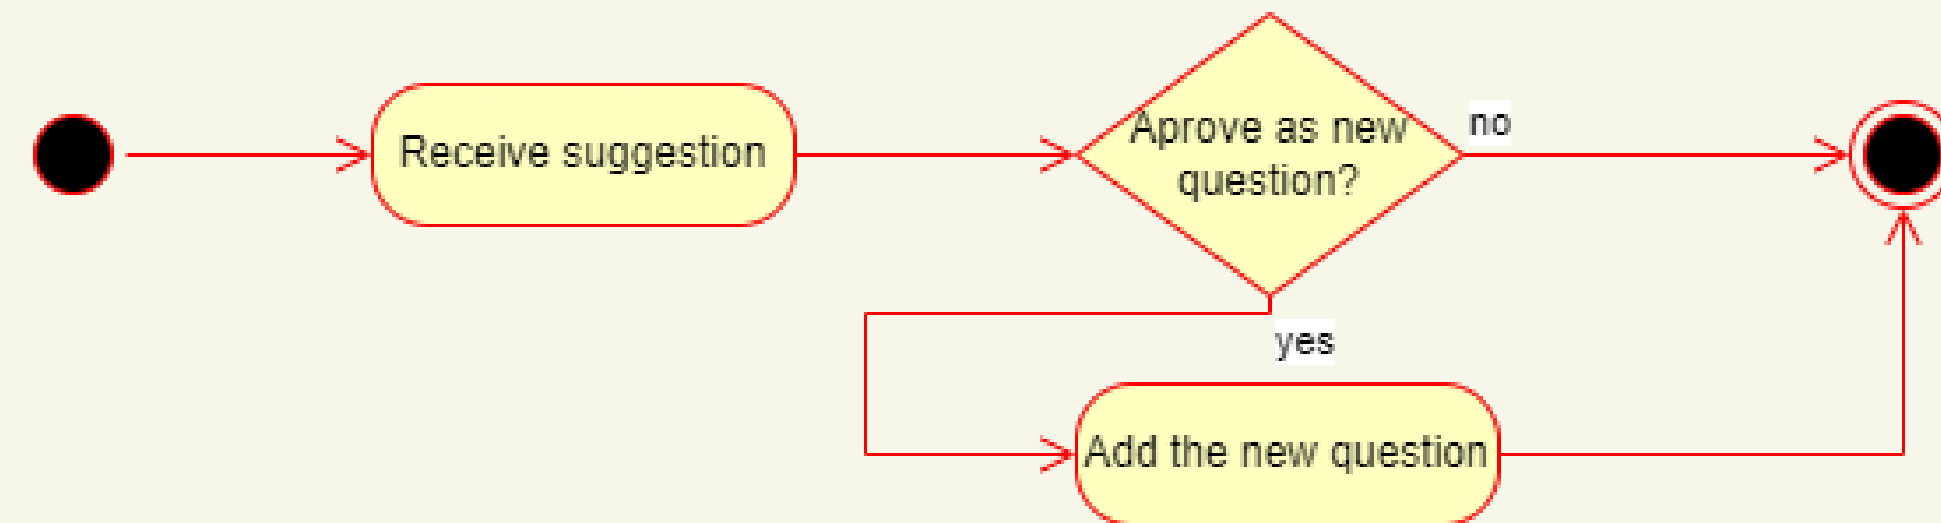 Receive suggestion
Aprove as new
question?
no
yes
Add the new question